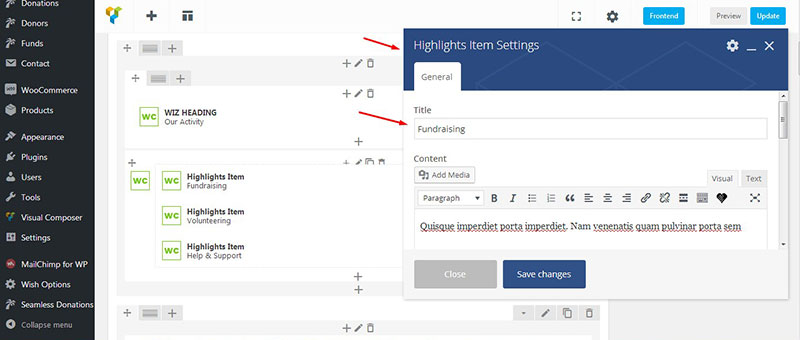 Donations
Donors
Funds
Contact
WooCommerce
Products
Appearance
Plugins
Users
Tools
Visual Composer
Settings
MailChimp for WP
Wish Options
Seamless Donations
Collapse menu
Frontend
Preview
Update
WC
WIZ HEADING
Our Activity
WC
WC
Highlights Item
Fundraising
WC
Highlights Item
Volunteering
WC
Highlights Item
Help & Support
Highlights Item Settings
General
Title
Fundraising
Content
Add Media
Visual
Text
Paragraph
B I
Quisque imperdiet porta imperdiet. Nam venenatis quam pulvinar porta sem
Close
Save changes